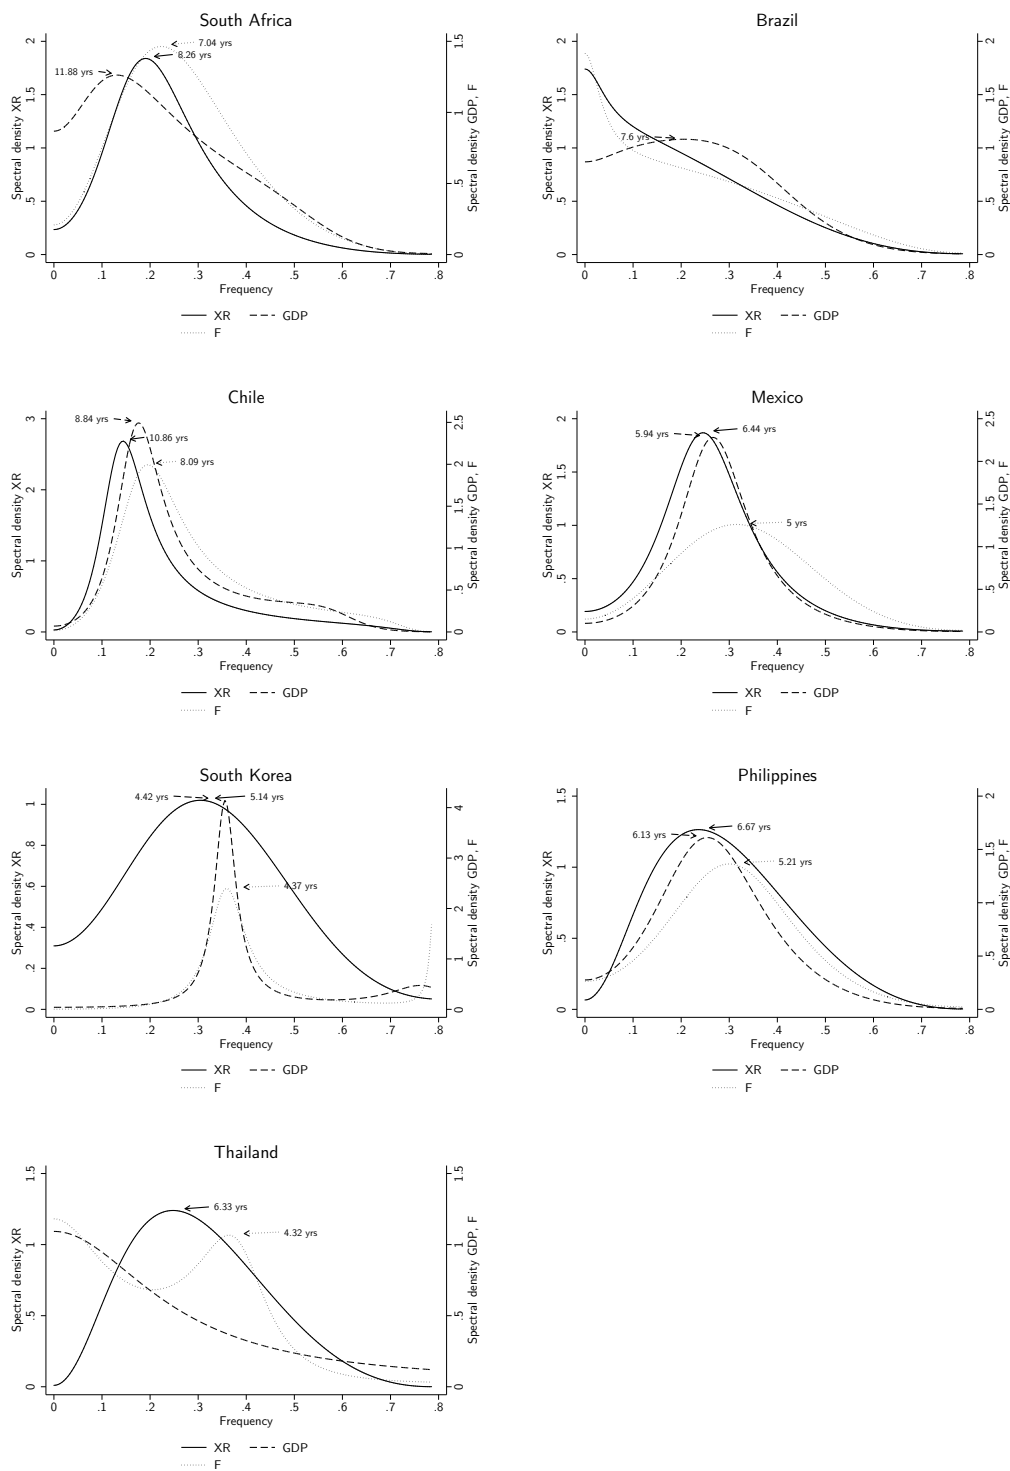 South Africa
Spectral density XR
0 .5 1 1.5 2
Spectral density GDP, F
0 .5 1 1.5
7.04 yrs
8.26 yrs
11.88 yrs
0 .1 .2 .3 .4 .5 .6 .7 .8
Frequency
XR GDP
F
Brazil
Spectral density XR
0 .5 1 1.5 2
Spectral density GDP, F
0 .5 1 1.5 2
7.6 yrs
0 .1 .2 .3 .4 .5 .6 .7 .8
Frequency
XR GDP
F
Chile
Spectral density XR
0 1 2 3
Spectral density GDP, F
0 .5 1 1.5 2 2.5
8.84 yrs
10.86 yrs
8.09 yrs
0 .1 .2 .3 .4 .5 .6 .7 .8
Frequency
XR GDP
F
Mexico
Spectral density XR
0 .5 1 1.5 2
Spectral density GDP, F
0 .5 1 1.5 2 2.5
5.94 yrs
6.44 yrs
5 yrs
0 .1 .2 .3 .4 .5 .6 .7 .8
Frequency
XR GDP
F
South Korea
Spectral density XR
0 .2 .4 .6 .8 1
Spectral density GDP, F
0 1 2 3 4
4.42 yrs
5.14 yrs
4.37 yrs
0 .1 .2 .3 .4 .5 .6 .7 .8
Frequency
XR GDP
F
Philippines
Spectral density XR
0 .5 1 1.5
Spectral density GDP, F
0 .5 1 1.5 2
6.67 yrs
6.13 yrs
5.21 yrs
0 .1 .2 .3 .4 .5 .6 .7 .8
Frequency
XR GDP
F
Thailand
Spectral density XR
0 .5 1 1.5
Spectral density GDP, F
0 .5 1 1.5
6.33 yrs
4.32 yrs
0 .1 .2 .3 .4 .5 .6 .7 .8
Frequency
XR GDP
F